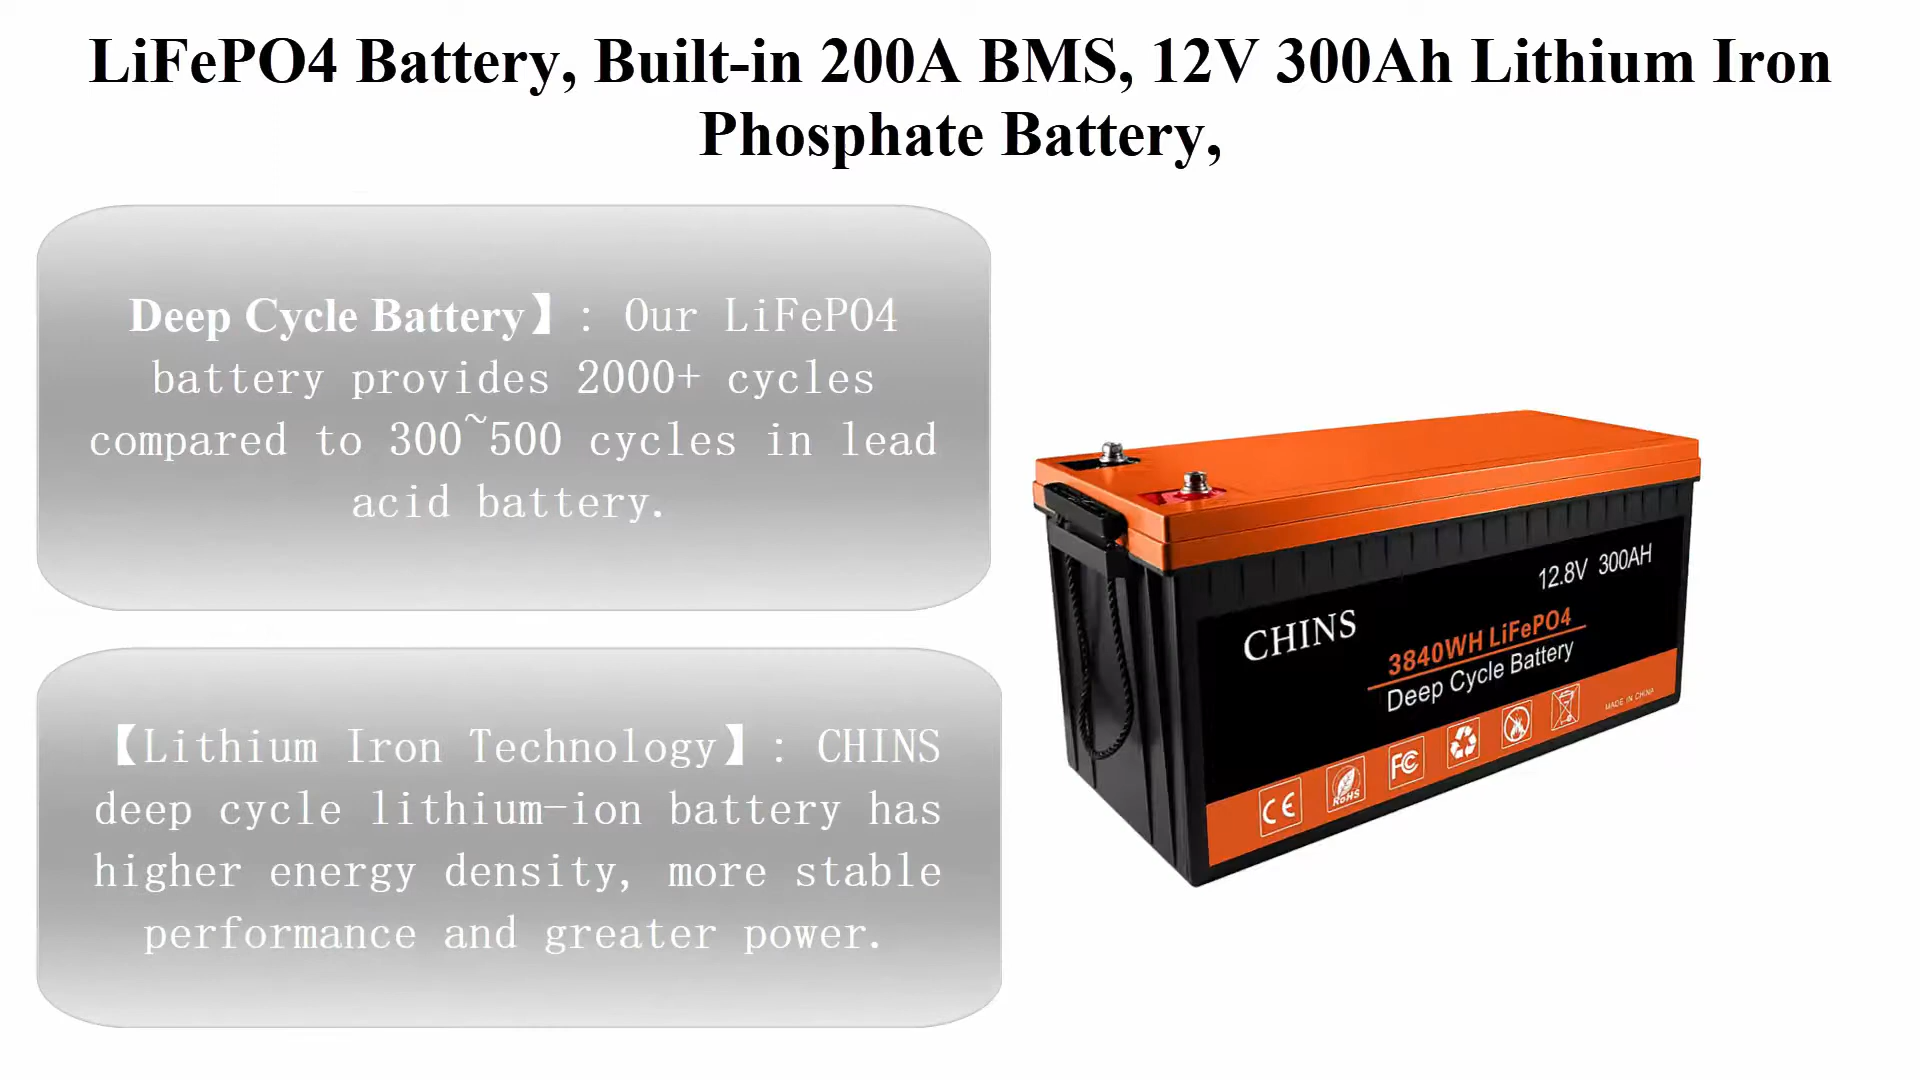 LiFePO4 Battery, Built-in 200A BMS, 12V 300Ah Lithium Iron
Phosphate Battery,
Deep Cycle Battery】: Our LiFePO4
battery provides 2000+ cycles
compared to 300~500 cycles in lead
acid battery.
【Lithium Iron Technology】: CHINS
deep cycle lithium-ion battery has
higher energy density, more stable
performance and greater power.
12.8V 300AH
CHINS
3840WH LiFePO4
Deep Cycle Battery
MADE IN CHINA
CE
RoHS
FC